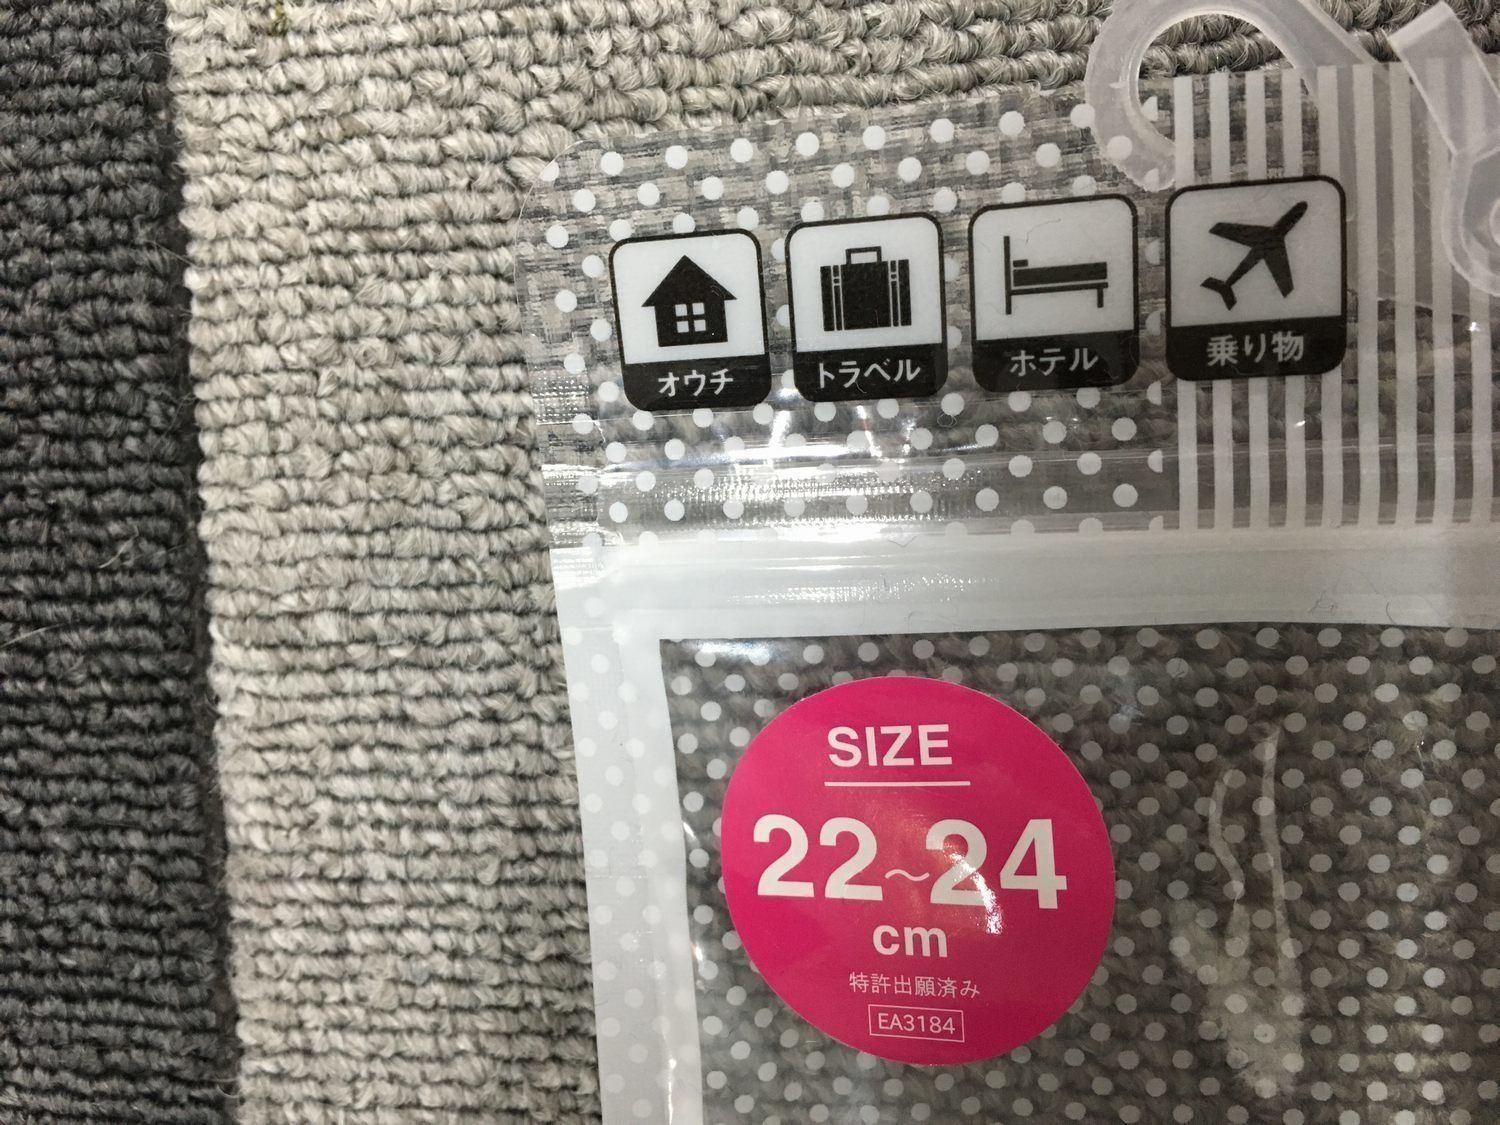 オウチ
トラベル
ホテル
乗り物
SIZE
22～24
cm
特許出願済み
EA3184